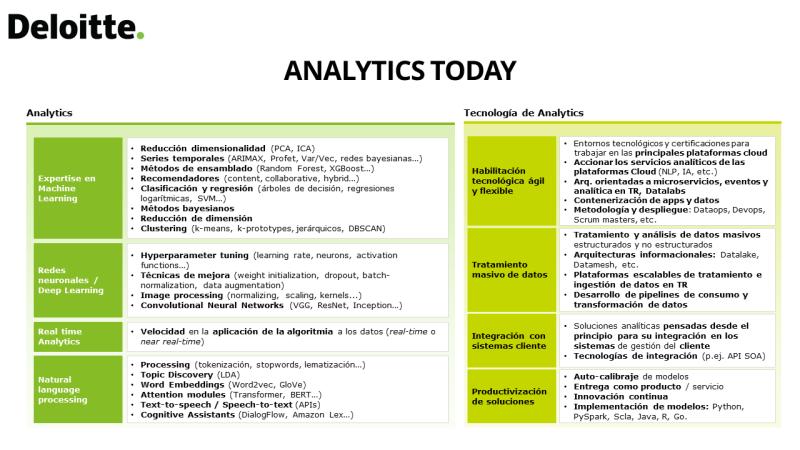 Deloitte.
ANALYTICS TODAY
Analytics
Expertise en
Machine
Learning
• Reducción dimensionalidad (PCA, ICA)
• Series temporales (ARIMAX, Profet, Var/Vec, redes bayesianas...)
• Métodos de ensamblado (Random Forest, XGBoost...)
• Recomendadores (content, colaborative, hybrid...)
• Clasificación y regresión (árboles de decisión, regresiones
logarítmicas, SVM...)
• Métodos bayesianos
• Reducción de dimensión
• Clustering (k-means, k-prototypes, jerárquicos, DBSCAN)
Redes
neuronales /
Deep Learning
• Hyperparameter tuning (learning rate, neurons, activation
functions...)
• Técnicas de mejora (weight initialization, dropout, batch-
normalization, data augmentation)
• Image processing (normalizing, scaling, kernels...)
• Convolutional Neural Networks (VGG, ResNet, Inception...)
Real time
Analytics
• Velocidad en la aplicación de la algoritmia a los datos (real-time o
near real-time)
Natural
language
processing
• Processing (tokenización, stopwords, lematización...)
• Topic Discovery (LDA)
• Word Embeddings (Word2vec, GloVe)
• Attention modules (Transformer, BERT...)
• Text-to-speech / Speech-to-text (APIs)
• Cognitive Assistants (DialogFlow, Amazon Lex...)
Tecnología de Analytics
Habilitación
tecnológica ágil
y flexible
• Entornos tecnológicos y certificaciones para
trabajar en las principales plataformas cloud
• Accionar los servicios analíticos de las
plataformas Cloud (NLP, IA, etc.)
• Arq. orientadas a microservicios, eventos y
analítica en TR, Datalabs
• Contenerización de apps y datos
• Metodología y despliegue: Dataops, Devops,
Scrum masters, etc.
Tratamiento
masivo de datos
• Tratamiento y análisis de datos masivos
estructurados y no estructurados
• Arquitecturas informacionales: Datalake,
Datamesh, etc.
• Plataformas escalables de tratamiento e
ingestión de datos en TR
• Desarrollo de pipelines de consumo y
transformación de datos
Integración con
sistemas cliente
• Soluciones analíticas pensadas desde el
principio para su integración en los
sistemas de gestión del cliente
• Tecnologías de integración (p.ej. API SOA)
Productivización
de soluciones
• Auto-calibraje de modelos
• Entrega como producto / servicio
• Innovación continua
• Implementación de modelos: Python,
PySpark, Scla, Java, R, Go.